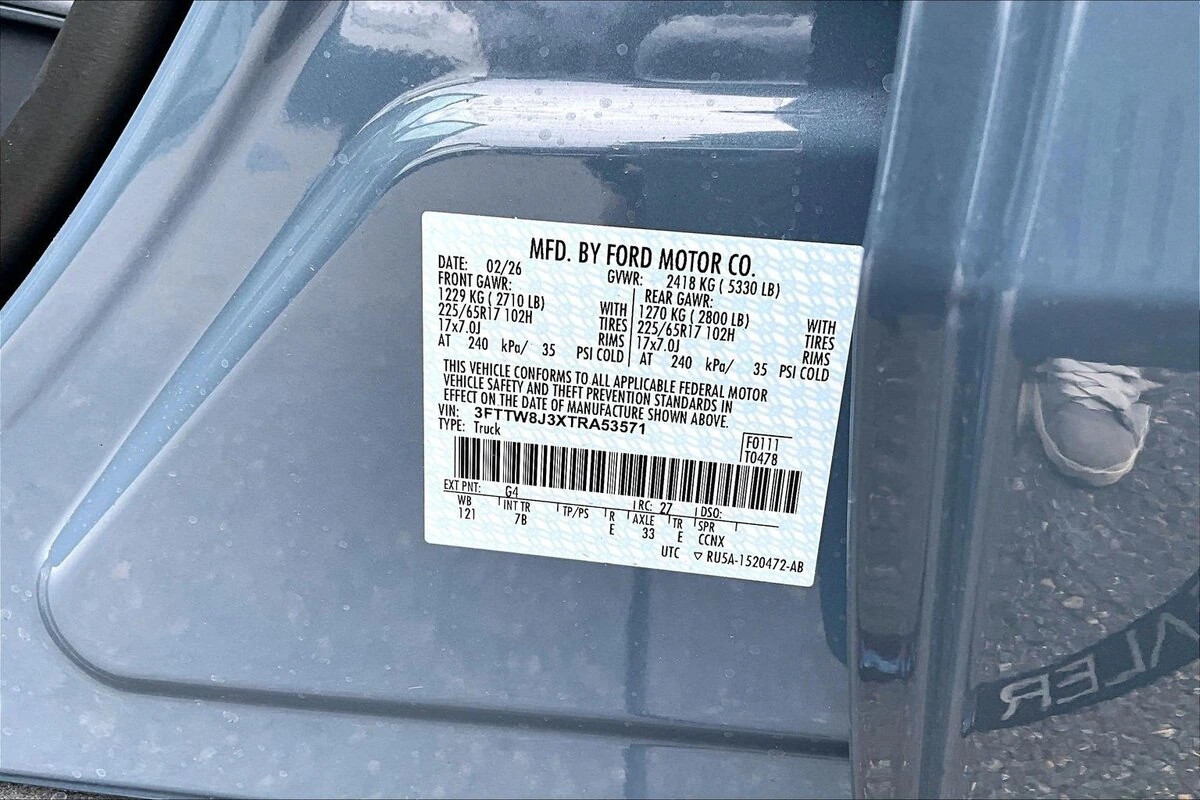 MFD. BY FORD MOTOR CO.
DATE: 02/26 GVWR: 2418 KG ( 5330 LB)
FRONT GAWR: REAR GAWR:
1229 KG ( 2710 LB) WITH 1270 KG ( 2800 LB) WITH
225/65R17 102H TIRES 225/65R17 102H TIRES
17x7.0J RIMS 17x7.0J RIMS
AT 240 kPa/ 35 PSI COLD AT 240 kPa/ 35 PSI COLD
THIS VEHICLE CONFORMS TO ALL APPLICABLE FEDERAL MOTOR
VEHICLE SAFETY AND THEFT PREVENTION STANDARDS IN
EFFECT ON THE DATE OF MANUFACTURE SHOWN ABOVE.
VIN: 3FTTW8J3XTRA53571
TYPE: Truck
F0111
T0478
EXT PNT: G4 RC: 27 DSO:
WB INT TR TP/PS R AXLE TR SPR
121 7B E 33 E CCNX
UTC ▽ RU5A-1520472-AB
ALER